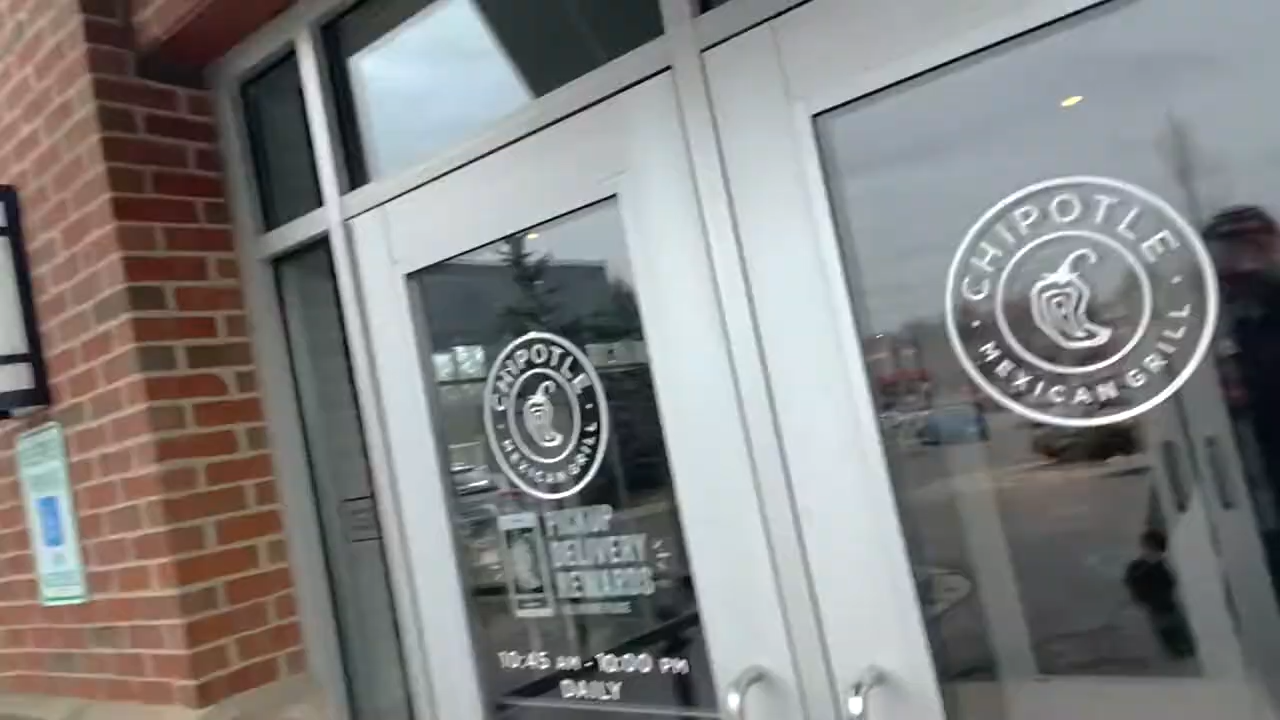 CHIPOTLE
MEXICAN GRILL
CHIPOTLE
MEXICAN GRILL
PICKUP
DELIVERY
REWARDS
10:45 AM - 10:00 PM
DAILY